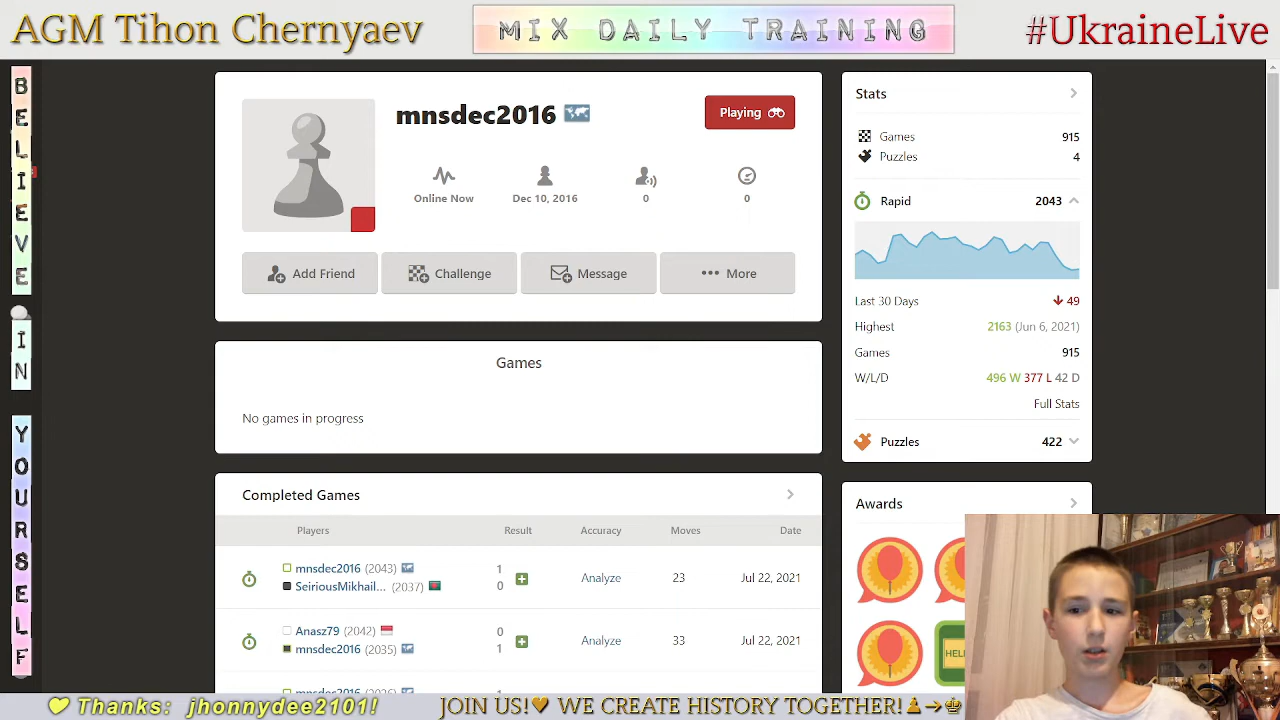 AGM Tihon Chernyaev
MIX DAILY TRAINING
#UkraineLive
BELIEVE
IN
YOURSELF
mnsdec2016
Playing
Online Now
Dec 10, 2016
0
0
Add Friend
Challenge
Message
More
Games
No games in progress
Completed Games
Players Result Accuracy Moves Date
mnsdec2016 (2043) 1
SeiriousMikhail... (2037) 0
Analyze 23 Jul 22, 2021
Anasz79 (2042) 0
mnsdec2016 (2035) 1
Analyze 33 Jul 22, 2021
Stats
Games 915
Puzzles 4
Rapid 2043
Last 30 Days 49
Highest 2163 (Jun 6, 2021)
Games 915
W/L/D 496 W 377 L 42 D
Full Stats
Puzzles 422
Awards
Thanks: jhonnydee2101!
JOIN US! WE CREATE HISTORY TOGETHER!